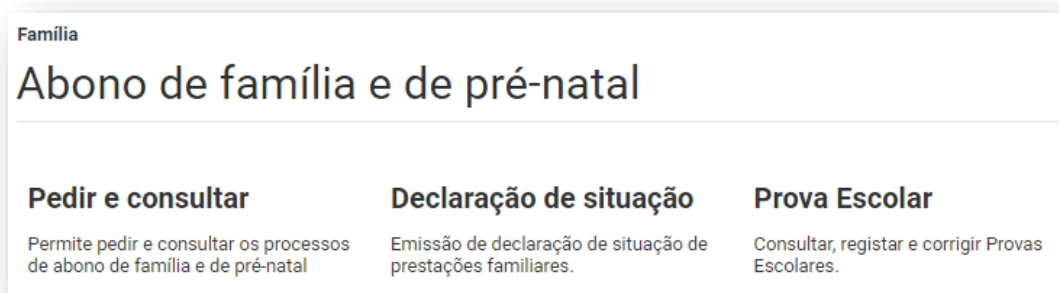 Família
Abono de família e de pré-natal
Pedir e consultar
Permite pedir e consultar os processos
de abono de família e de pré-natal
Declaração de situação
Emissão de declaração de situação de
prestações familiares.
Prova Escolar
Consultar, registar e corrigir Provas
Escolares.